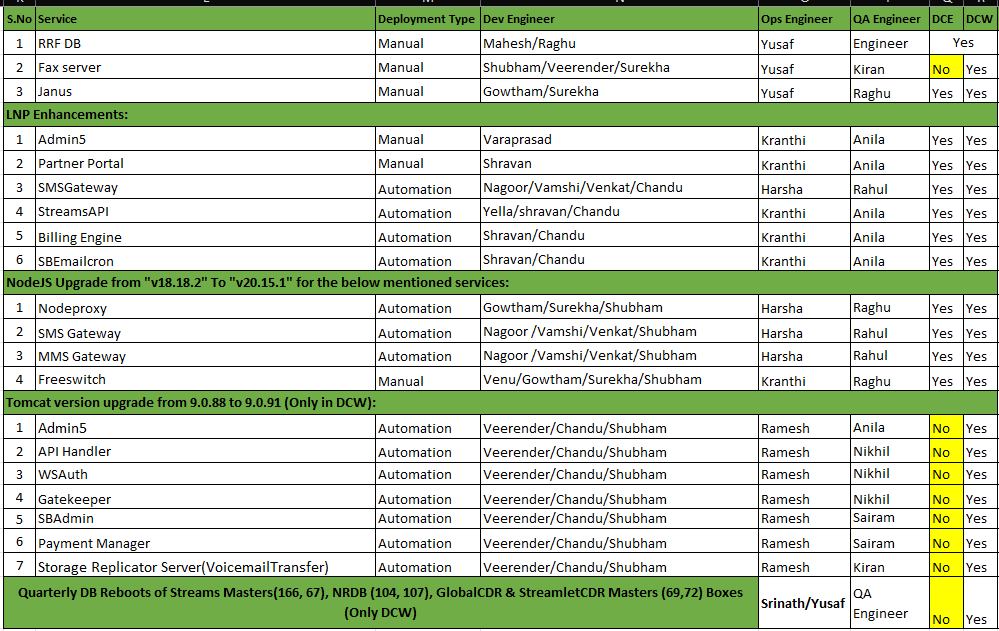 S.No Service Deployment Type Dev Engineer Ops Engineer QA Engineer DCE DCW
1 RRF DB Manual Mahesh/Raghu Yusaf Engineer Yes
2 Fax server Manual Shubham/Veerender/Surekha Yusaf Kiran No Yes
3 Janus Manual Gowtham/Surekha Yusaf Raghu Yes Yes
LNP Enhancements:
1 Admin5 Manual Varaprasad Kranthi Anila Yes Yes
2 Partner Portal Manual Shravan Kranthi Anila Yes Yes
3 SMSGateway Automation Nagoor/Vamshi/Venkat/Chandu Harsha Rahul Yes Yes
4 StreamsAPI Automation Yella/shravan/Chandu Kranthi Anila Yes Yes
5 Billing Engine Automation Shravan/Chandu Kranthi Anila Yes Yes
6 SBEmailcron Automation Shravan/Chandu Kranthi Anila Yes Yes
NodeJS Upgrade from "v18.18.2" To "v20.15.1" for the below mentioned services:
1 Nodeproxy Automation Gowtham/Surekha/Shubham Harsha Raghu Yes Yes
2 SMS Gateway Automation Nagoor /Vamshi/Venkat/Shubham Harsha Rahul Yes Yes
3 MMS Gateway Automation Nagoor /Vamshi/Venkat/Shubham Harsha Rahul Yes Yes
4 Freeswitch Manual Venu/Gowtham/Surekha/Shubham Kranthi Raghu Yes Yes
Tomcat version upgrade from 9.0.88 to 9.0.91 (Only in DCW):
1 Admin5 Automation Veerender/Chandu/Shubham Ramesh Anila No Yes
2 API Handler Automation Veerender/Chandu/Shubham Ramesh Nikhil No Yes
3 WSAuth Automation Veerender/Chandu/Shubham Ramesh Nikhil No Yes
4 Gatekeeper Automation Veerender/Chandu/Shubham Ramesh Nikhil No Yes
5 SBAdmin Automation Veerender/Chandu/Shubham Ramesh Sairam No Yes
6 Payment Manager Automation Veerender/Chandu/Shubham Ramesh Sairam No Yes
7 Storage Replicator Server(VoicemailTransfer) Automation Veerender/Chandu/Shubham Ramesh Kiran No Yes
Quarterly DB Reboots of Streams Masters(166, 67), NRDB (104, 107), GlobalCDR & StreamletCDR Masters (69,72) Boxes
(Only DCW)
Srinath/Yusaf
QA
Engineer
No Yes